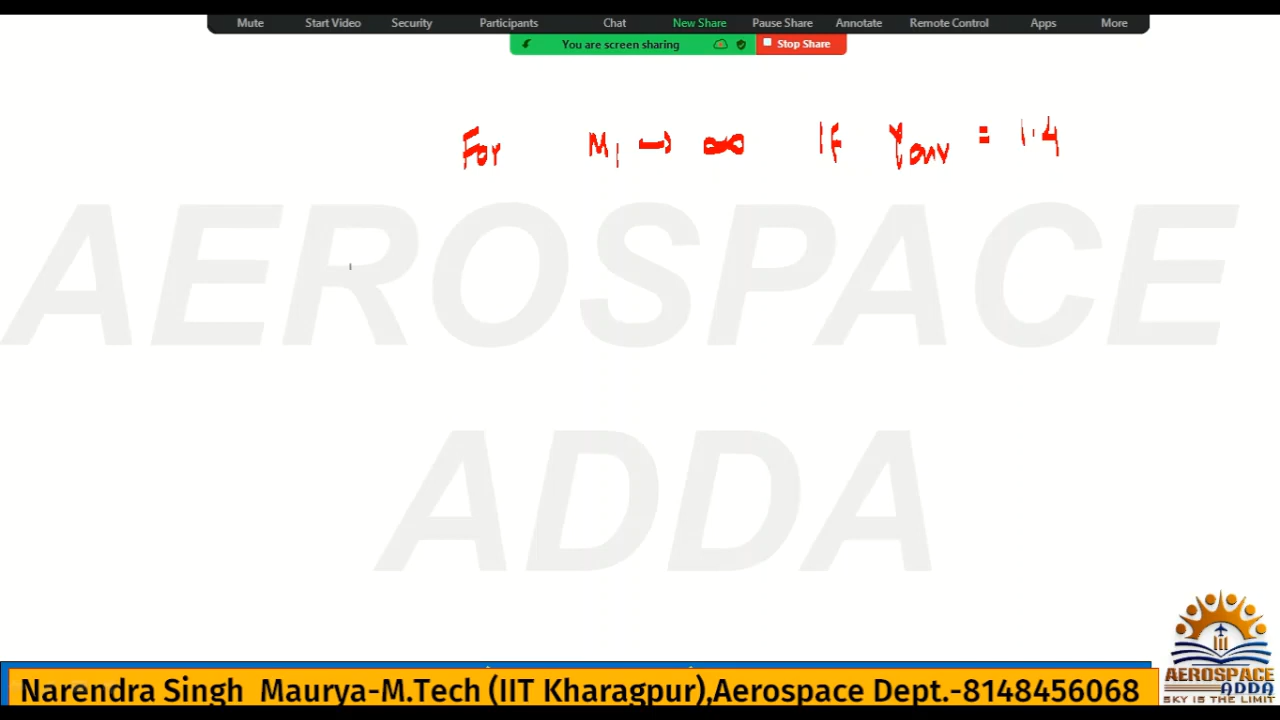 Mute Start Video Security Participants Chat New Share Pause Share Annotate Remote Control Apps More
You are screen sharing Stop Share
For M₁ → ∞ If γ = 1.4
AEROSPACE
ADDA
Narendra Singh Maurya-M.Tech (IIT Kharagpur),Aerospace Dept.-8148456068
AEROSPACE
ADDA
SKY IS THE LIMIT